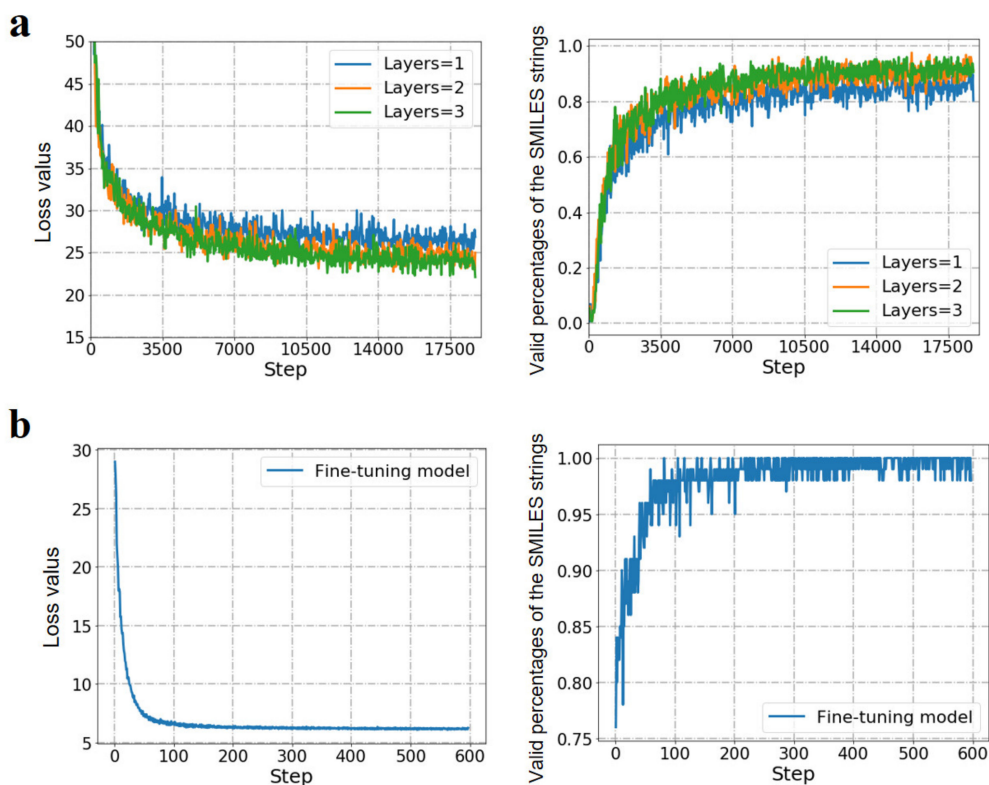 a
50
45
40
35
30
25
20
15
Loss valus
Layers=1
Layers=2
Layers=3
0 3500 7000 10500 14000 17500
Step
1.0
0.8
0.6
0.4
0.2
0.0
Valid percentages of the SMILES strings
Layers=1
Layers=2
Layers=3
0 3500 7000 10500 14000 17500
Step
b
30
25
20
15
10
5
Loss valus
Fine-tuning model
0 100 200 300 400 500 600
Step
1.00
0.95
0.90
0.85
0.80
0.75
Valid percentages of the SMILES strings
Fine-tuning model
0 100 200 300 400 500 600
Step